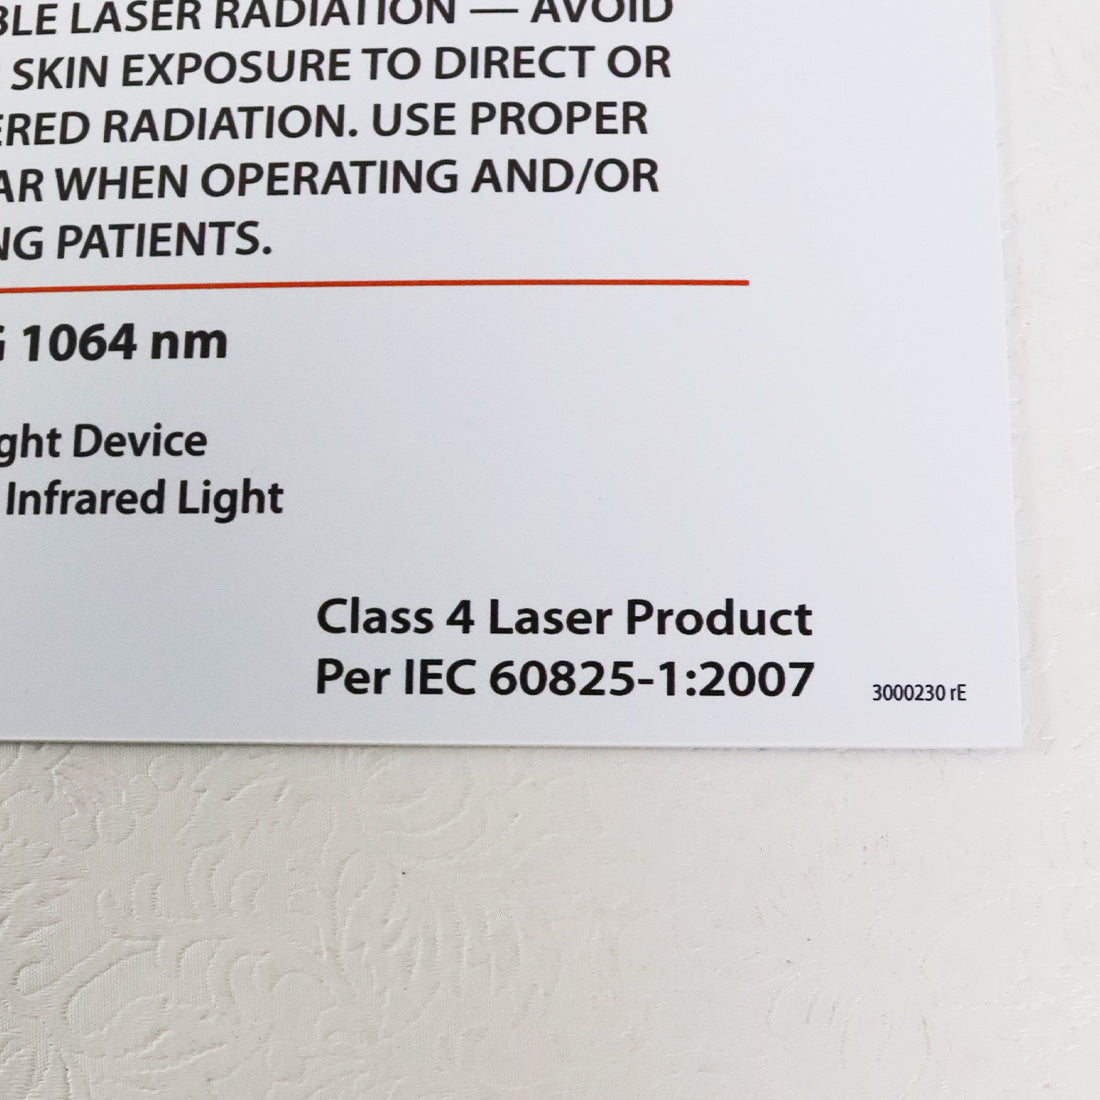 BLE LASER RADIATION — AVOID
SKIN EXPOSURE TO DIRECT OR
ERED RADIATION. USE PROPER
AR WHEN OPERATING AND/OR
NG PATIENTS.
G 1064 nm
ght Device
Infrared Light
Class 4 Laser Product
Per IEC 60825-1:2007
3000230 rE